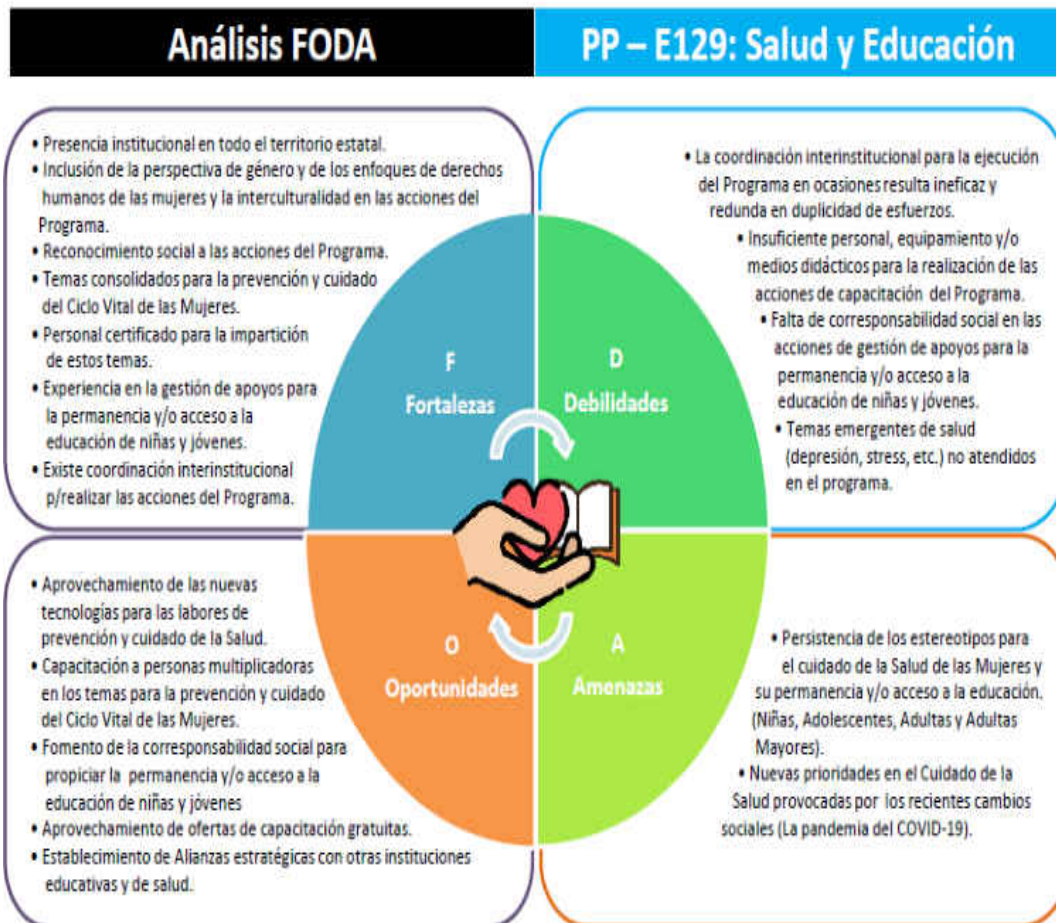 Análisis FODA
PP – E129: Salud y Educación
• Presencia institucional en todo el territorio estatal.
• Inclusión de la perspectiva de género y de los enfoques de derechos
humanos de las mujeres y la interculturalidad en las acciones del
Programa.
• Reconocimiento social a las acciones del Programa.
• Temas consolidados para la prevención y cuidado
del Ciclo Vital de las Mujeres.
• Personal certificado para la impartición
de estos temas.
• Experiencia en la gestión de apoyos para
la permanencia y/o acceso a la
educación de niñas y jóvenes.
• Existe coordinación interinstitucional
p/realizar las acciones del Programa.
F
Fortalezas
D
Debilidades
• La coordinación interinstitucional para la ejecución
del Programa en ocasiones resulta ineficaz y
redunda en duplicidad de esfuerzos.
• Insuficiente personal, equipamiento y/o
medios didácticos para la realización de las
acciones de capacitación del Programa.
• Falta de corresponsabilidad social en las
acciones de gestión de apoyos para la
permanencia y/o acceso a la
educación de niñas y jóvenes.
• Temas emergentes de salud
(depresión, stress, etc.) no atendidos
en el programa.
• Aprovechamiento de las nuevas
tecnologías para las labores de
prevención y cuidado de la Salud.
• Capacitación a personas multiplicadoras
en los temas para la prevención y cuidado
del Ciclo Vital de las Mujeres.
• Fomento de la corresponsabilidad social para
propiciar la permanencia y/o acceso a la
educación de niñas y jóvenes
• Aprovechamiento de ofertas de capacitación gratuitas.
• Establecimiento de Alianzas estratégicas con otras instituciones
educativas y de salud.
O
Oportunidades
A
Amenazas
• Persistencia de los estereotipos para
el cuidado de la Salud de las Mujeres y
su permanencia y/o acceso a la educación.
(Niñas, Adolescentes, Adultas y Adultas
Mayores).
• Nuevas prioridades en el Cuidado de la
Salud provocadas por los recientes cambios
sociales (La pandemia del COVID-19).